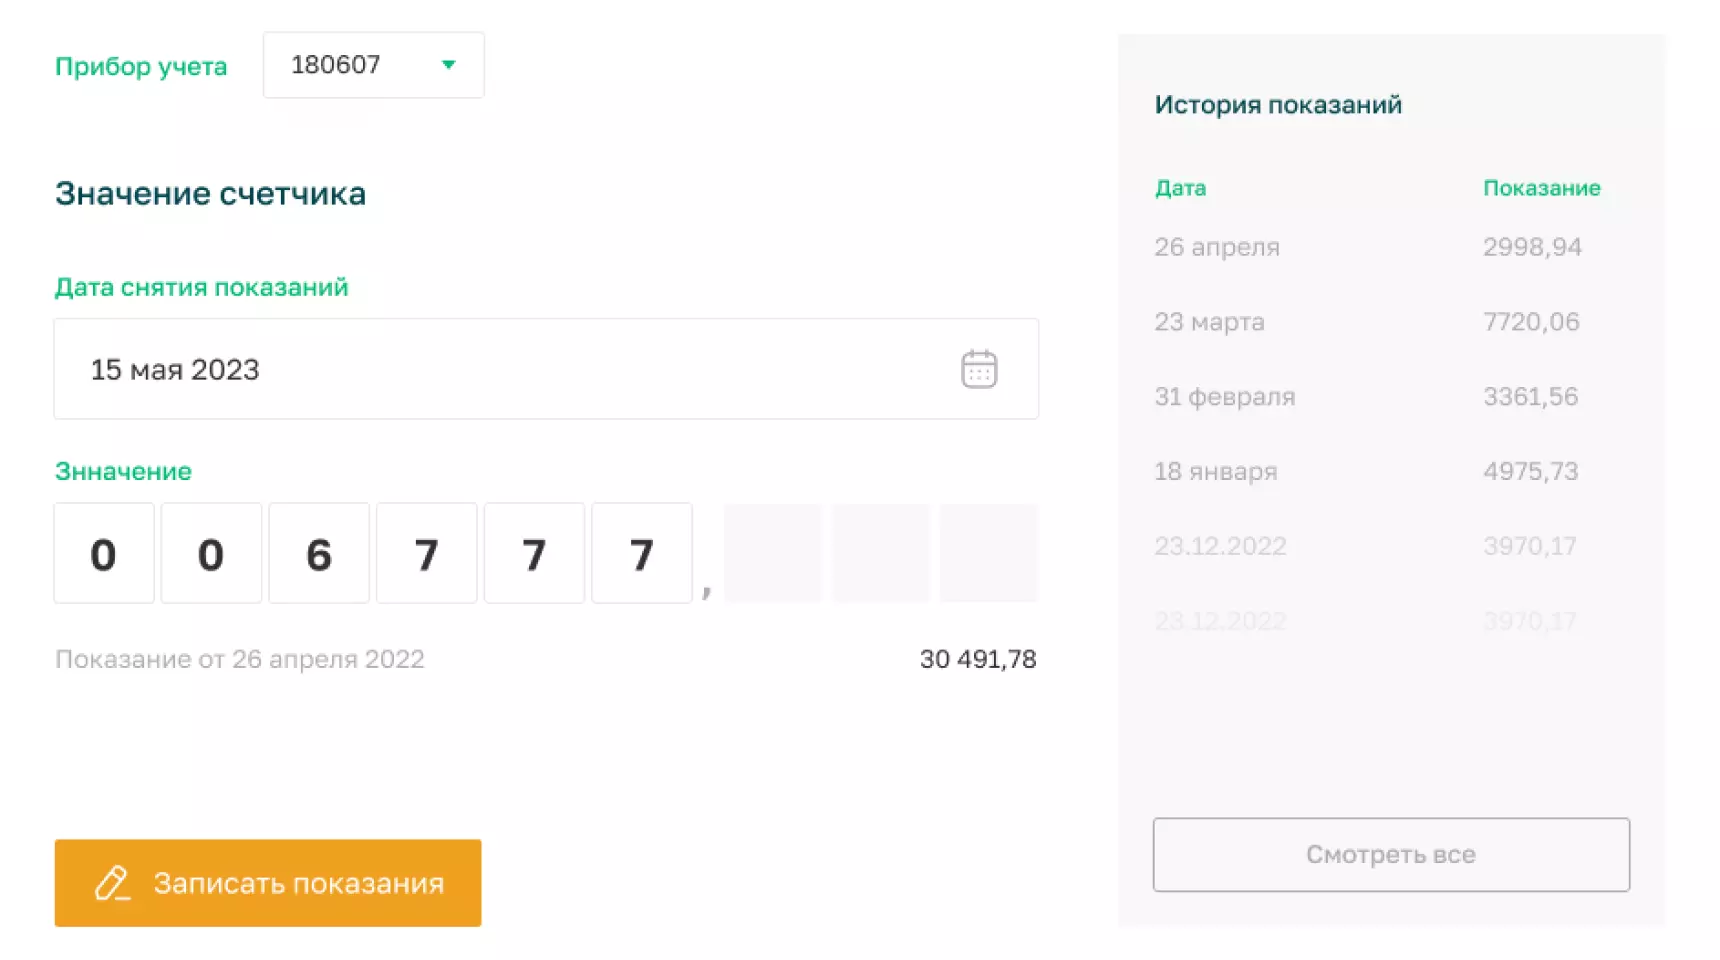 Прибор учета 180607
Значение счетчика
Дата снятия показаний
15 мая 2023
Знначение
0 0 6 7 7 7 ,
Показание от 26 апреля 2022 30 491,78
Записать показания
История показаний
Дата Показание
26 апреля 2998,94
23 марта 7720,06
31 февраля 3361,56
18 января 4975,73
23.12.2022 3970,17
23.12.2022 3970,17
Смотреть все